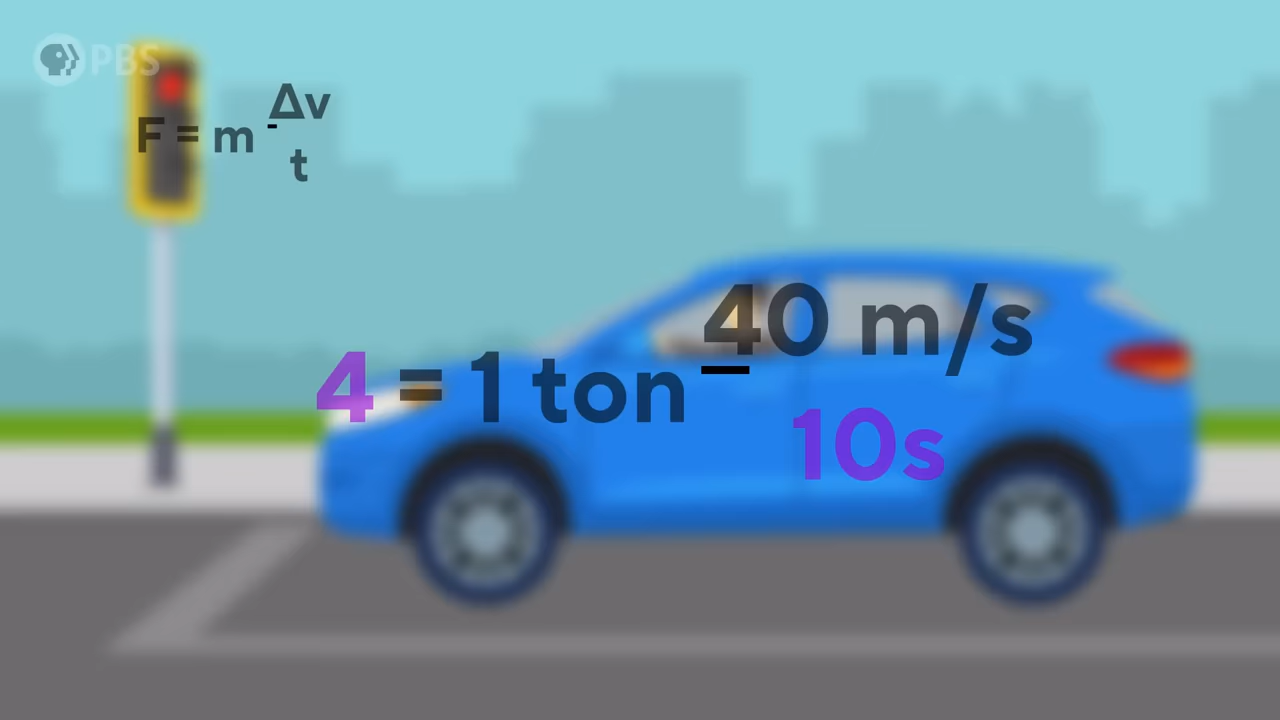 PBS
F = m Δv
t
4 = 1 ton 40 m/s
10s